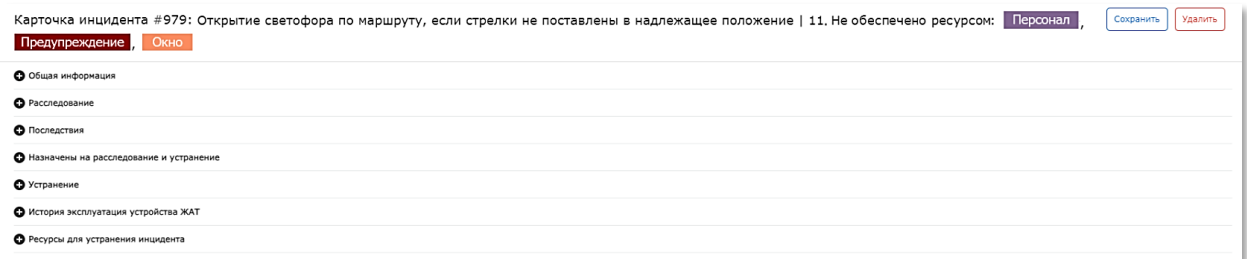 Карточка инцидента #979: Открытие светофора по маршруту, если стрелки не поставлены в надлежащее положение | 11. Не обеспечено ресурсом: Персонал, Сохранить Удалить
Предупреждение, Окно
Общая информация
Расследование
Последствия
Назначены на расследование и устранение
Устранение
История эксплуатация устройства ЖАТ
Ресурсы для устранения инцидента